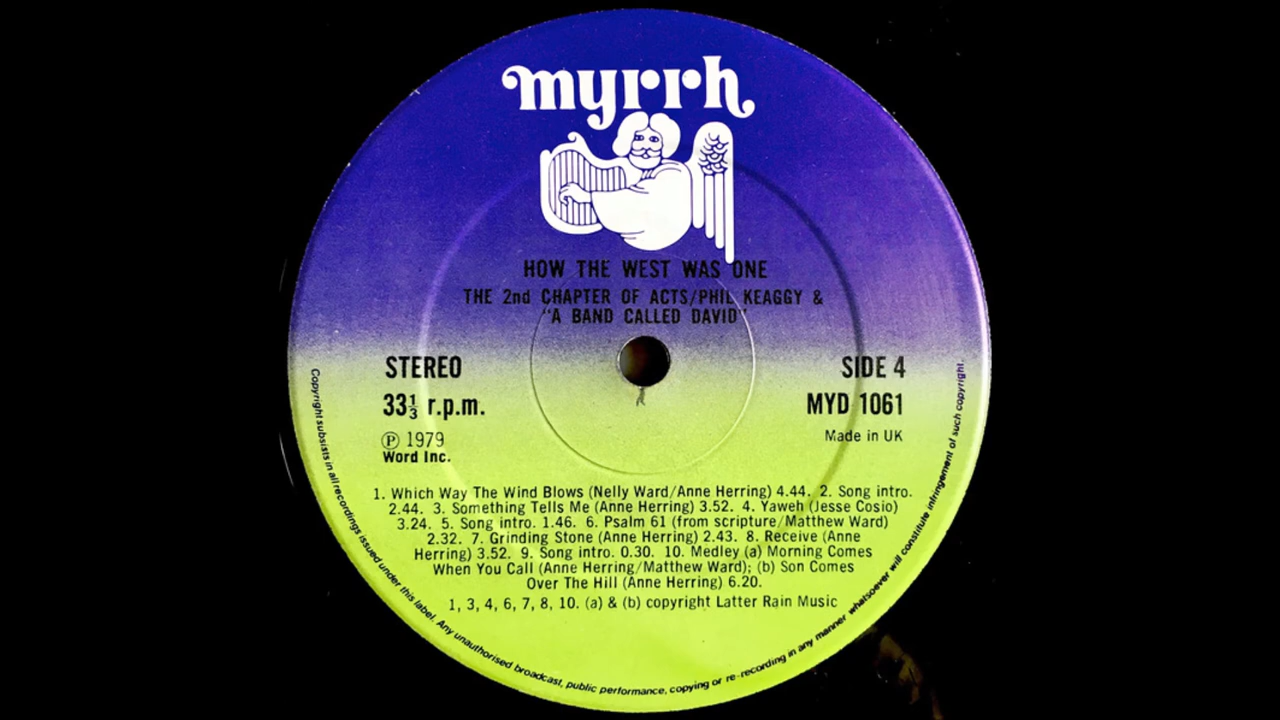 myrrh
HOW THE WEST WAS ONE
THE 2nd CHAPTER OF ACTS/PHIL KEAGGY &
"A BAND CALLED DAVID"
STEREO
SIDE 4
33⅓ r.p.m.
MYD 1061
℗ 1979
Made in UK
Word Inc.
1. Which Way The Wind Blows (Nelly Ward/Anne Herring) 4.44. 2. Song intro.
2.44. 3. Something Tells Me (Anne Herring) 3.52. 4. Yaweh (Jesse Cosio)
3.24. 5. Song intro. 1.46. 6. Psalm 61 (from scripture/Matthew Ward)
2.32. 7. Grinding Stone (Anne Herring) 2.43. 8. Receive (Anne
Herring) 3.52. 9. Song intro. 0.30. 10. Medley (a) Morning Comes
When You Call (Anne Herring/Matthew Ward); (b) Son Comes
Over The Hill (Anne Herring) 6.20.
1, 3, 4, 6, 7, 8, 10. (a) & (b) copyright Latter Rain Music
Copyright subsists in all recordings issued under this label. Any unauthorised broadcast, public performance, copying or re-recording in any manner whatsoever will constitute infringement of such copyright.